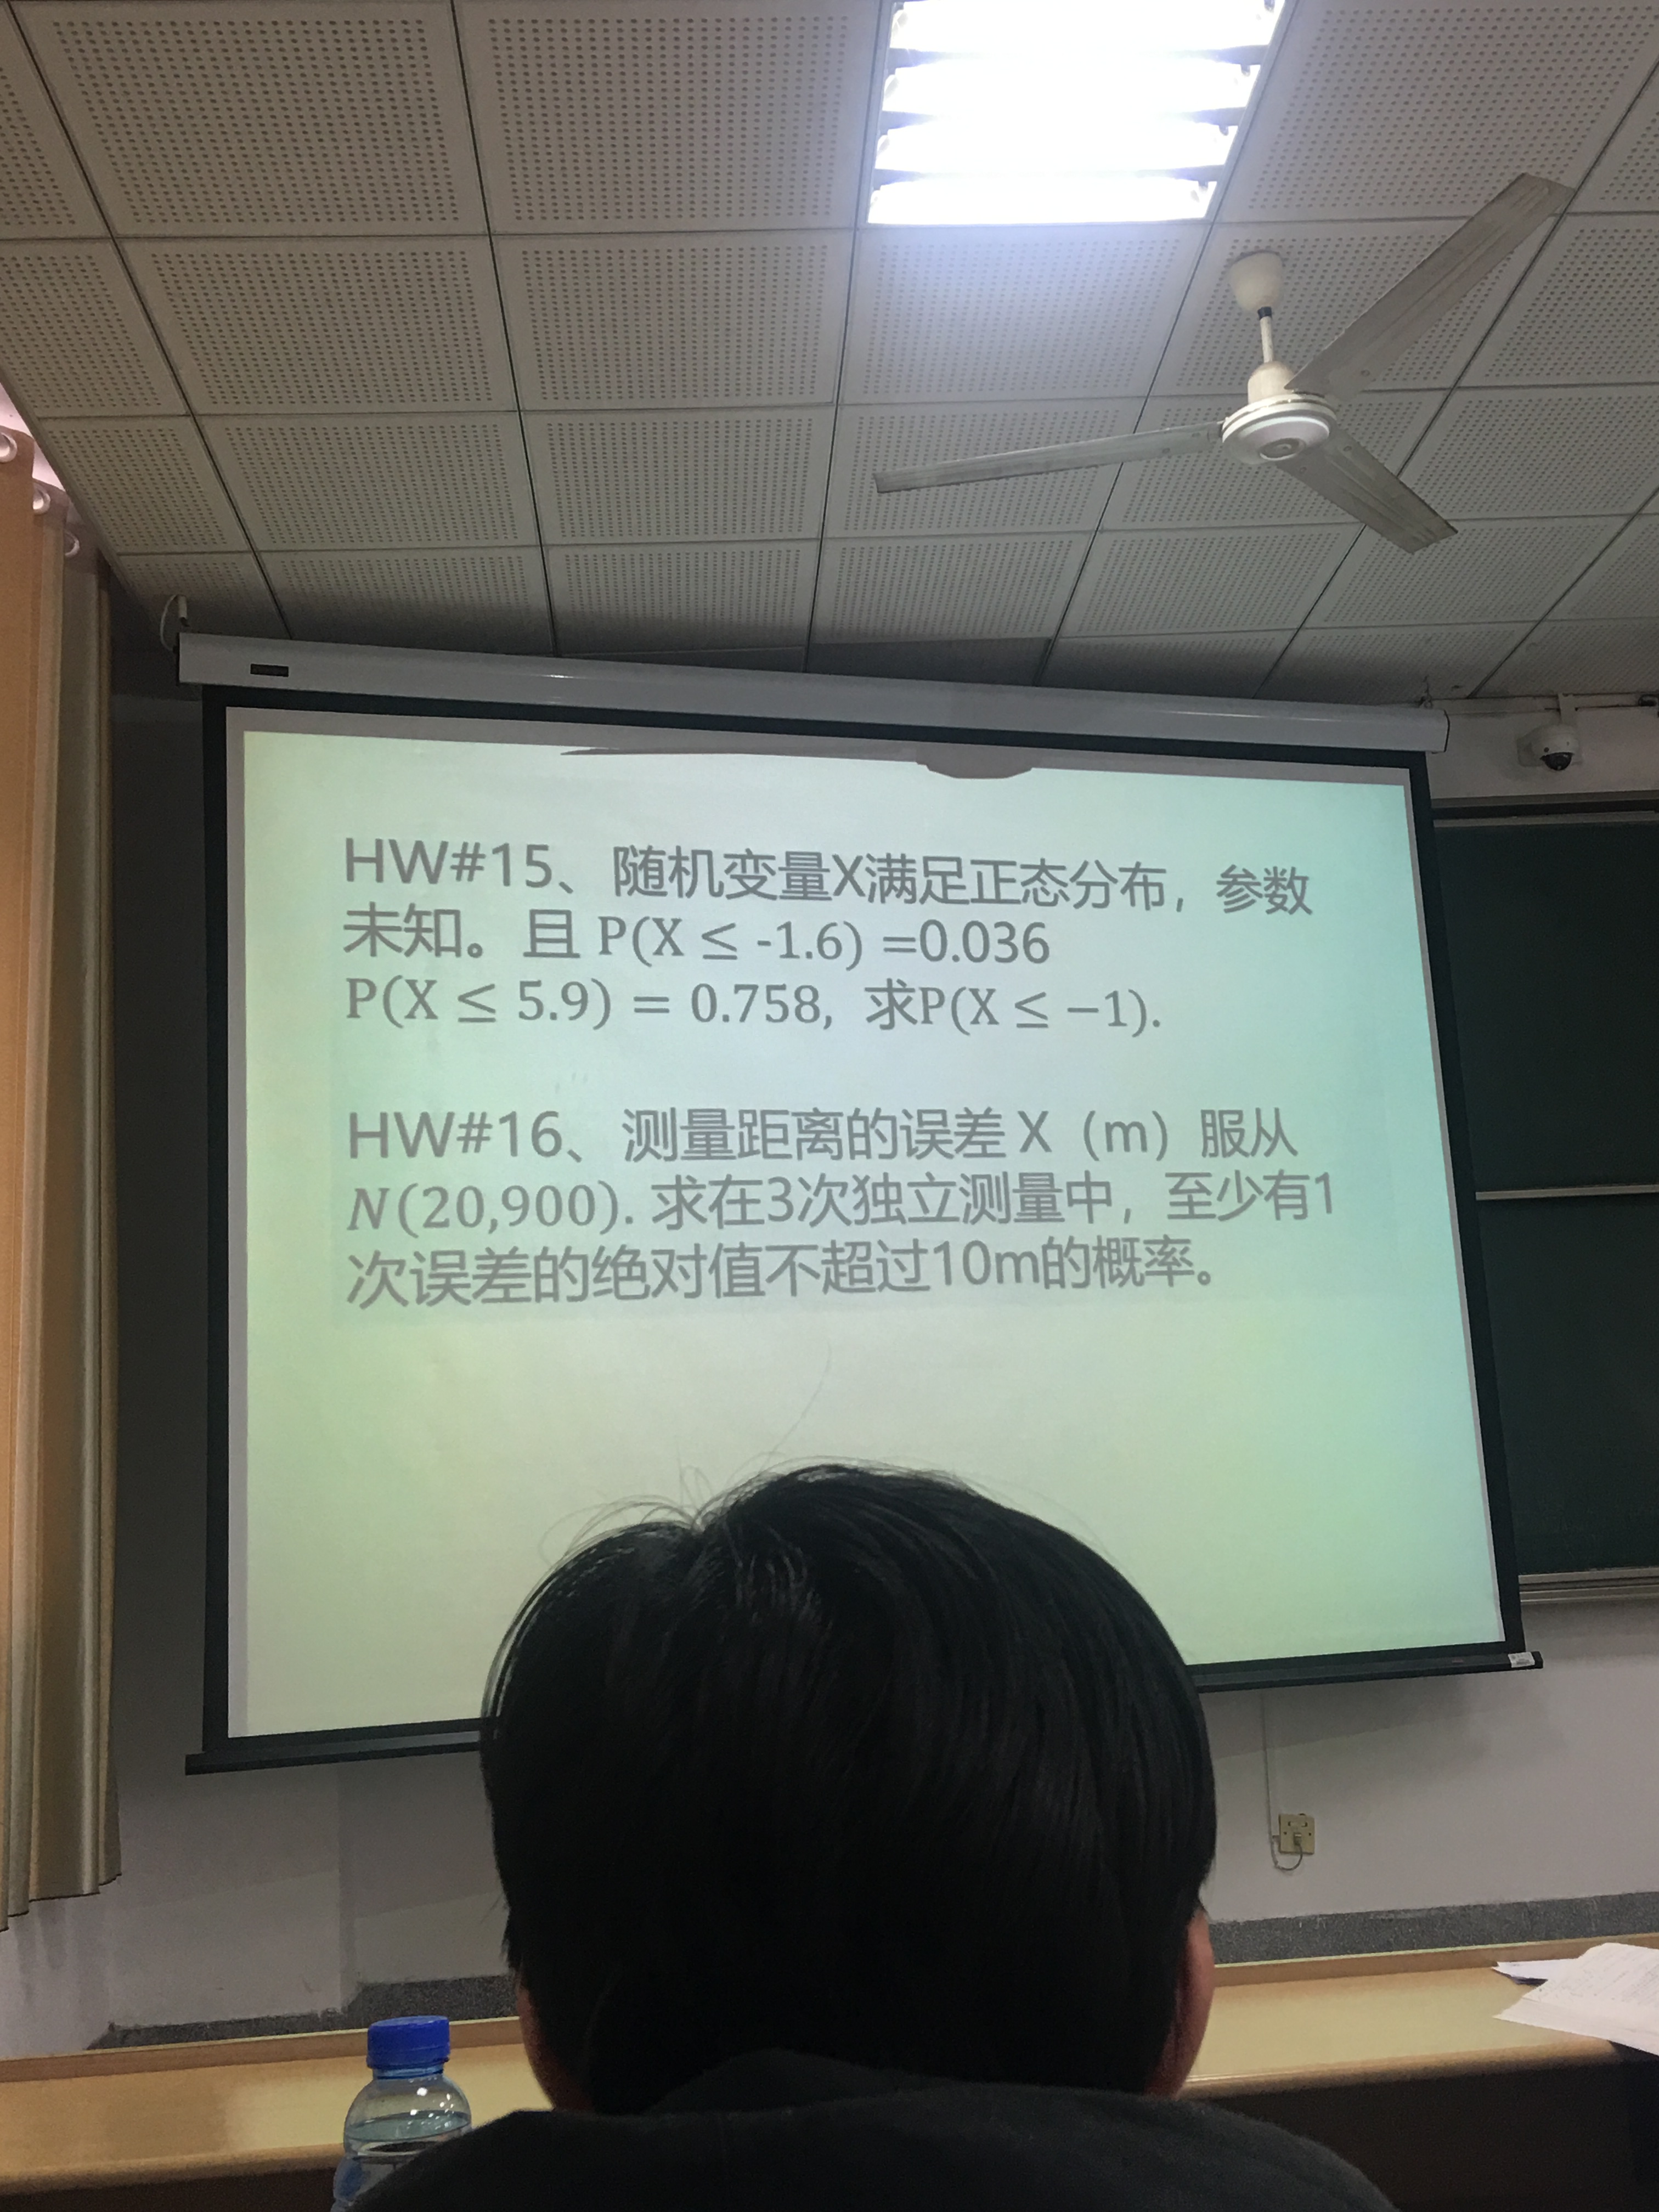 HW#15、随机变量X满足正态分布，参数
未知。且 P(X ≤ -1.6) =0.036
P(X ≤ 5.9) = 0.758, 求P(X ≤ −1).
HW#16、测量距离的误差 X（m）服从
N(20,900). 求在3次独立测量中，至少有1
次误差的绝对值不超过10m的概率。